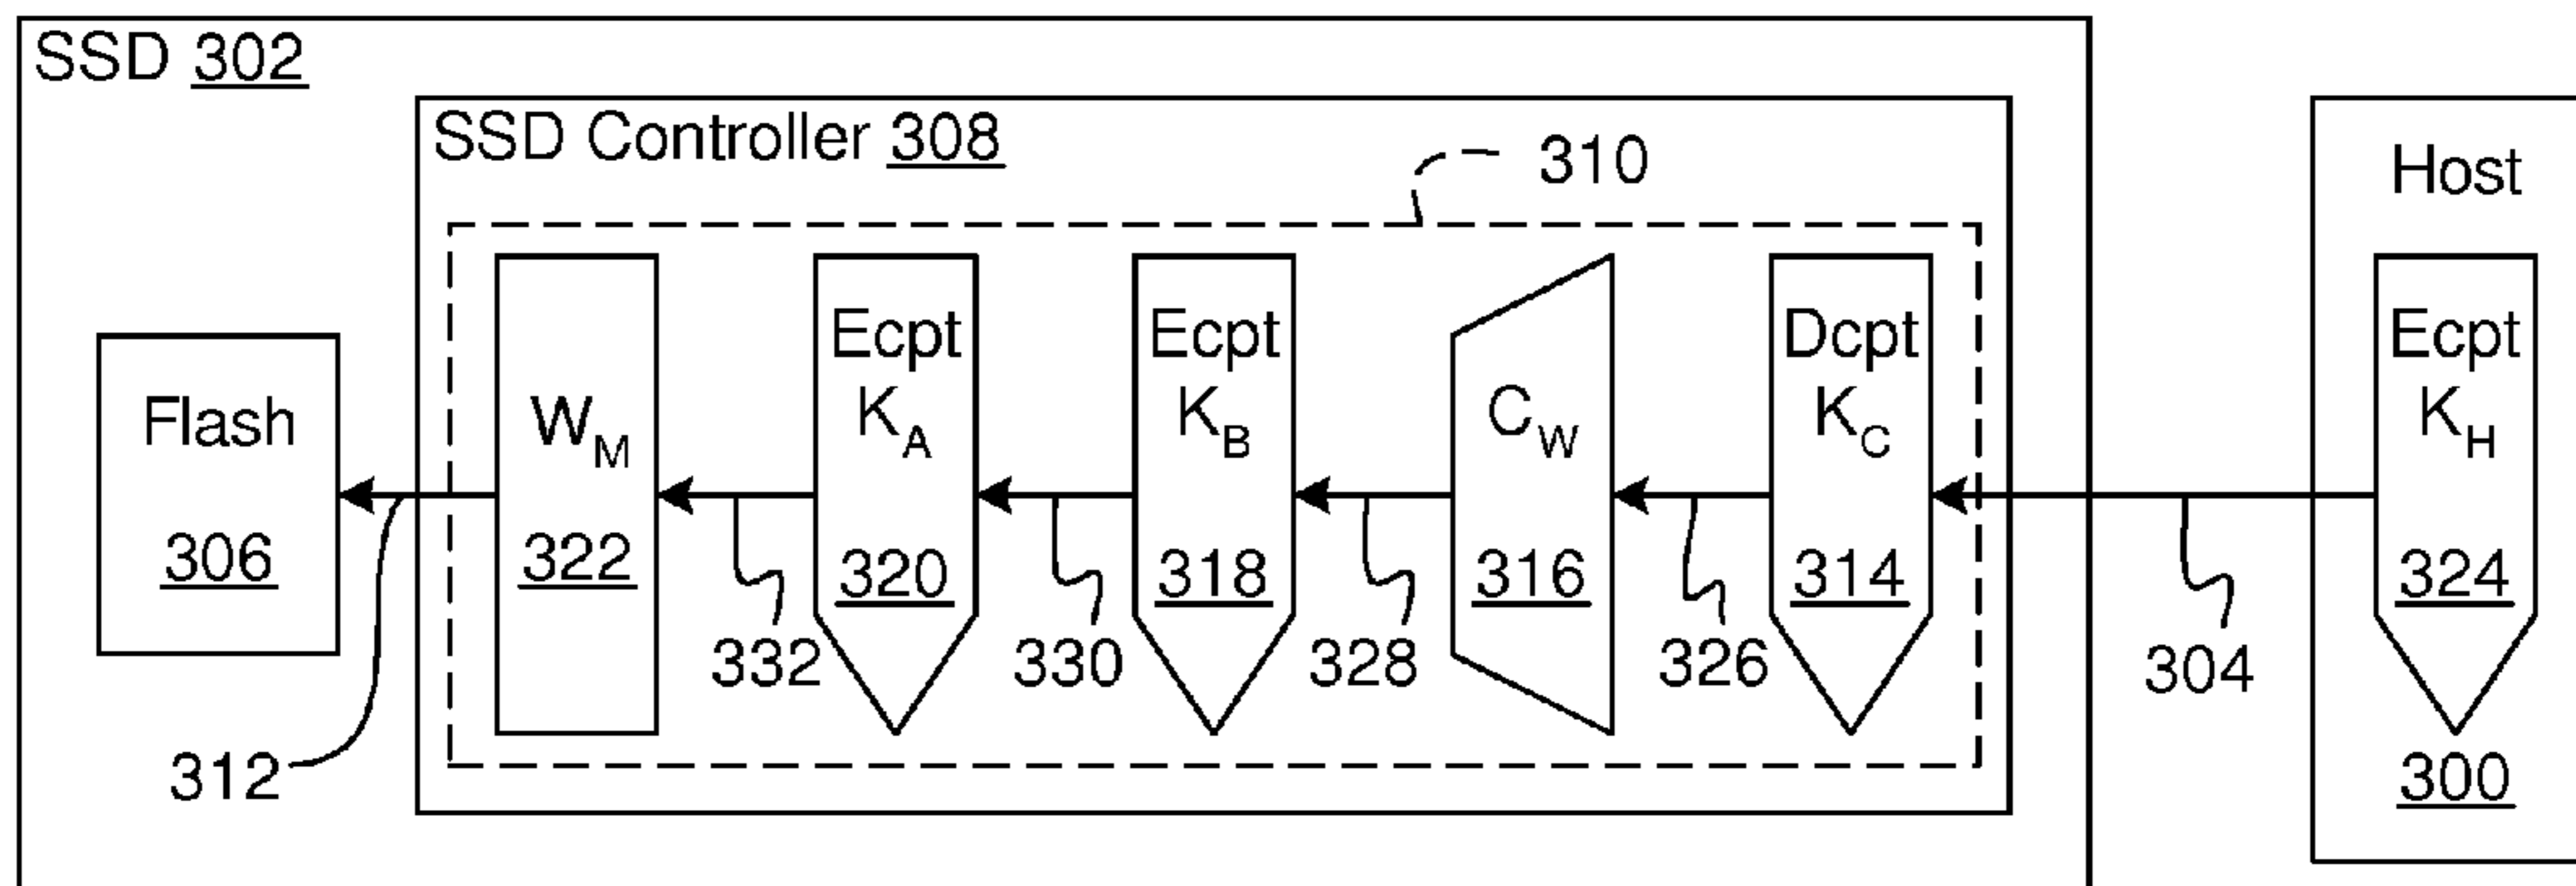 SSD 302
SSD Controller 308
310
Host
Flash
306
W_M
322
Ecpt
K_A
320
Ecpt
K_B
318
C_W
316
Dcpt
K_C
314
Ecpt
K_H
324
300
332
330
328
326
304
312